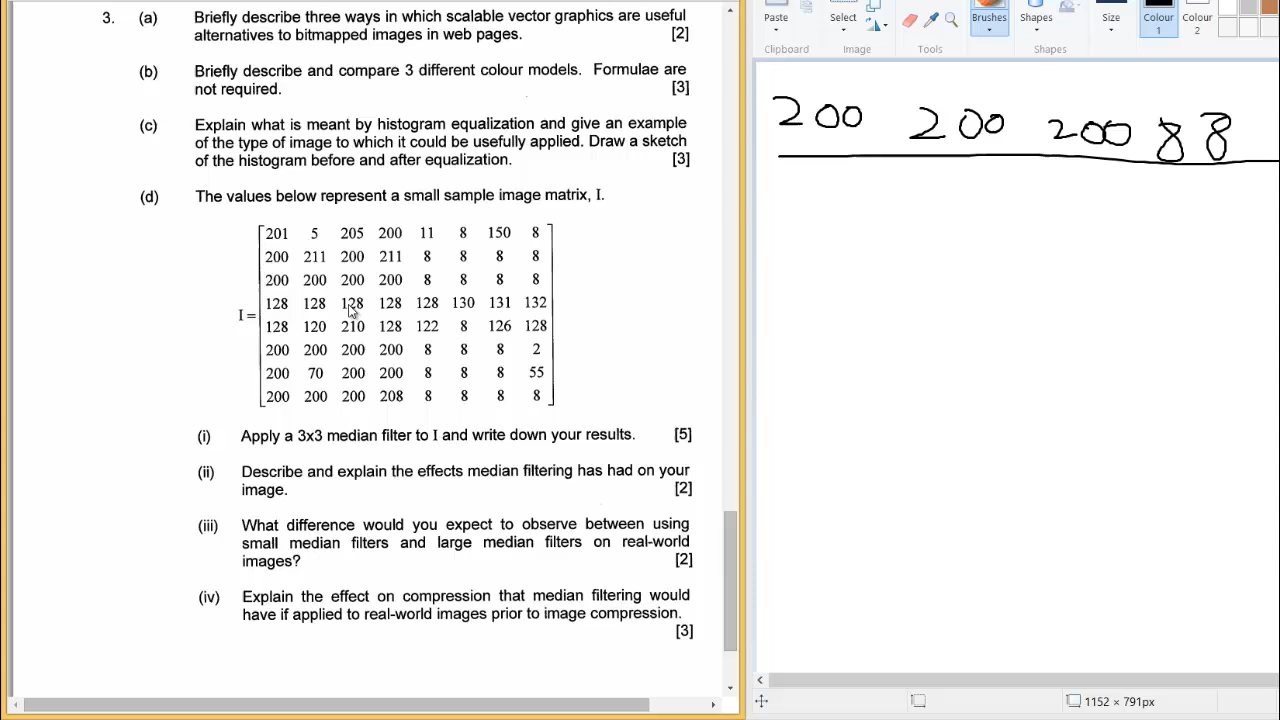 3. (a) Briefly describe three ways in which scalable vector graphics are useful
alternatives to bitmapped images in web pages. [2]
(b) Briefly describe and compare 3 different colour models. Formulae are
not required. [3]
(c) Explain what is meant by histogram equalization and give an example
of the type of image to which it could be usefully applied. Draw a sketch
of the histogram before and after equalization. [3]
(d) The values below represent a small sample image matrix, I.
201 5 205 200 11 8 150 8
200 211 200 211 8 8 8 8
200 200 200 200 8 8 8 8
128 128 128 128 128 130 131 132
I =
128 120 210 128 122 8 126 128
200 200 200 200 8 8 8 2
200 70 200 200 8 8 8 55
200 200 200 208 8 8 8 8
(i) Apply a 3x3 median filter to I and write down your results. [5]
(ii) Describe and explain the effects median filtering has had on your
image. [2]
(iii) What difference would you expect to observe between using
small median filters and large median filters on real-world
images? [2]
(iv) Explain the effect on compression that median filtering would
have if applied to real-world images prior to image compression.
[3]
Paste Select Brushes Shapes Size Colour Colour
1 2
Clipboard Image Tools Shapes
200 200 200 8 8
1152 × 791px